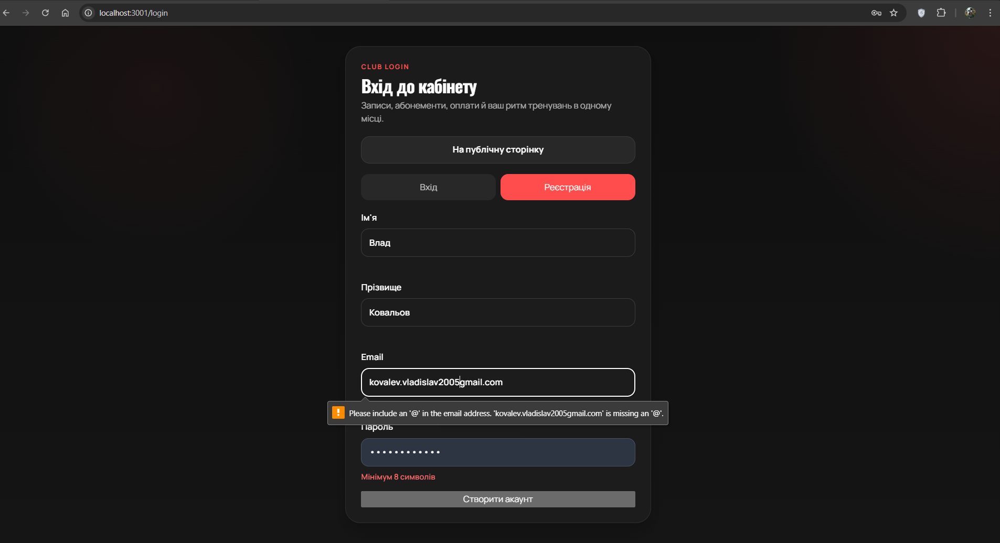 localhost:3001/login
CLUB LOGIN
Вхід до кабінету
Записи, абонементи, оплати й ваш ритм тренувань в одному
місці.
На публічну сторінку
Вхід
Реєстрація
Ім'я
Влад
Прізвище
Ковальов
Email
kovalev.vladislav2005gmail.com
Please include an '@' in the email address. 'kovalev.vladislav2005gmail.com' is missing an '@'.
Пароль
••••••••••••
Мінімум 8 символів
Створити акаунт